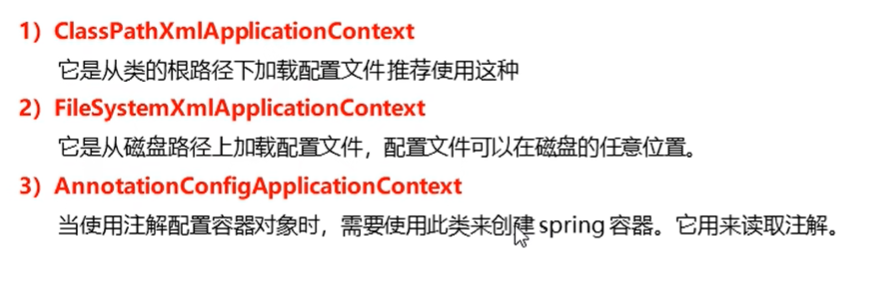 1）ClassPathXmlApplicationContext
它是从类的根路径下加载配置文件推荐使用这种
2）FileSystemXmlApplicationContext
它是从磁盘路径上加载配置文件，配置文件可以在磁盘的任意位置。
3）AnnotationConfigApplicationContext
当使用注解配置容器对象时，需要使用此类来创建 spring 容器。它用来读取注解。